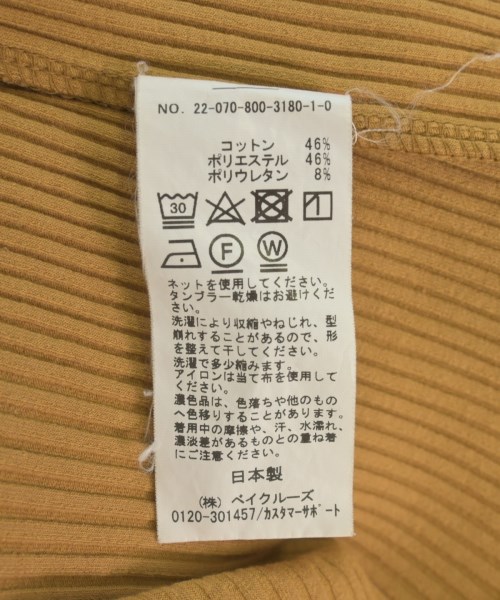 NO. 22-070-800-3180-1-0
コットン 46%
ポリエステル 46%
ポリウレタン 8%
30
F W
ネットを使用してください。
タンブラー乾燥はお避けくだ
さい。
洗濯により収縮やねじれ、型
崩れすることがあるので、形
を整えて干してください。
洗濯で多少縮みます。
アイロンは当て布を使用して
ください。
濃色品は、色落ちや他のもの
へ色移りすることがあります。
着用中の摩擦や、汗、水濡れ、
濃淡差があるものとの重ね着
にご注意ください。
日本製
(株) ベイクルーズ
0120-301457/カスタマーサポート